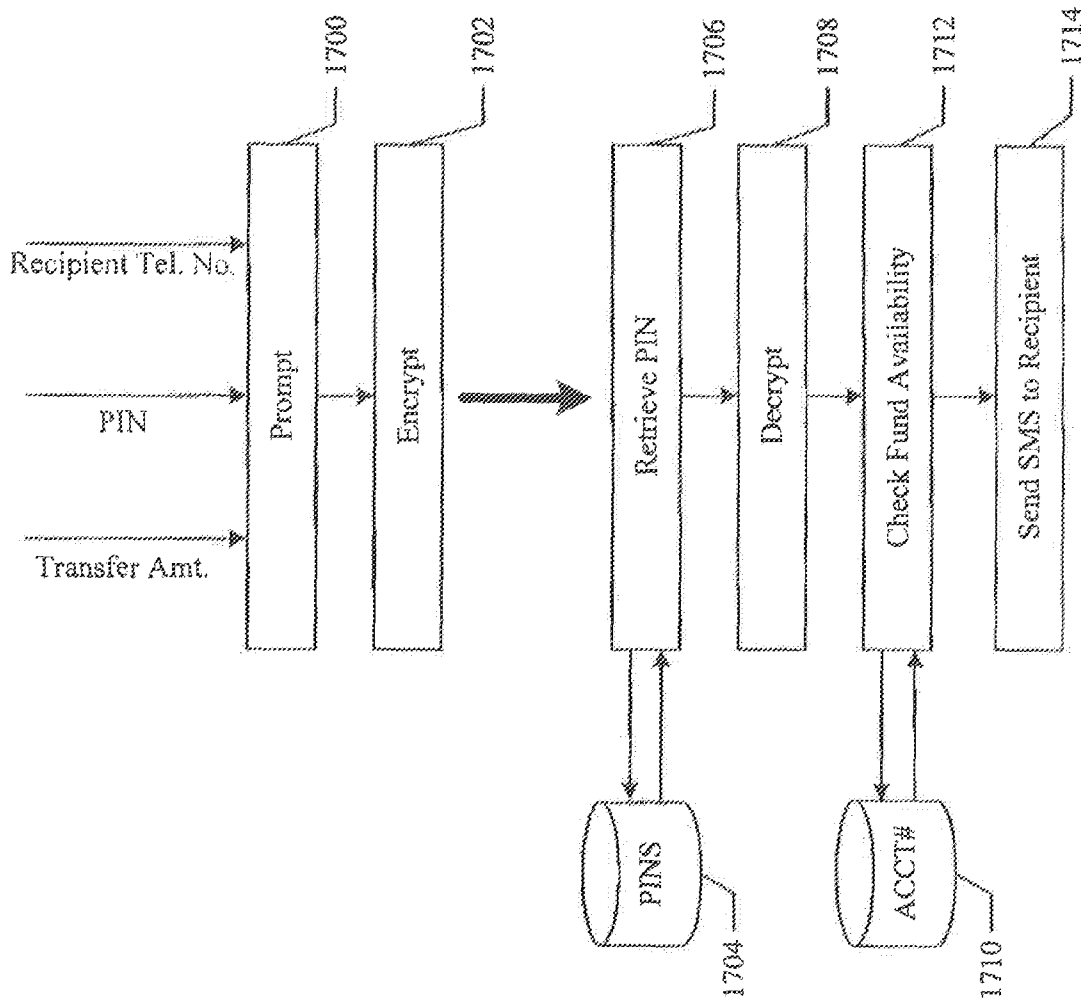 Recipient Tel. No.
PIN
Transfer Amt.
Prompt
1700
Encrypt
1702
Retrieve PIN
1706
PINS
1704
Decrypt
1708
Check Fund Availability
1712
ACCT#
1710
Send SMS to Recipient
1714